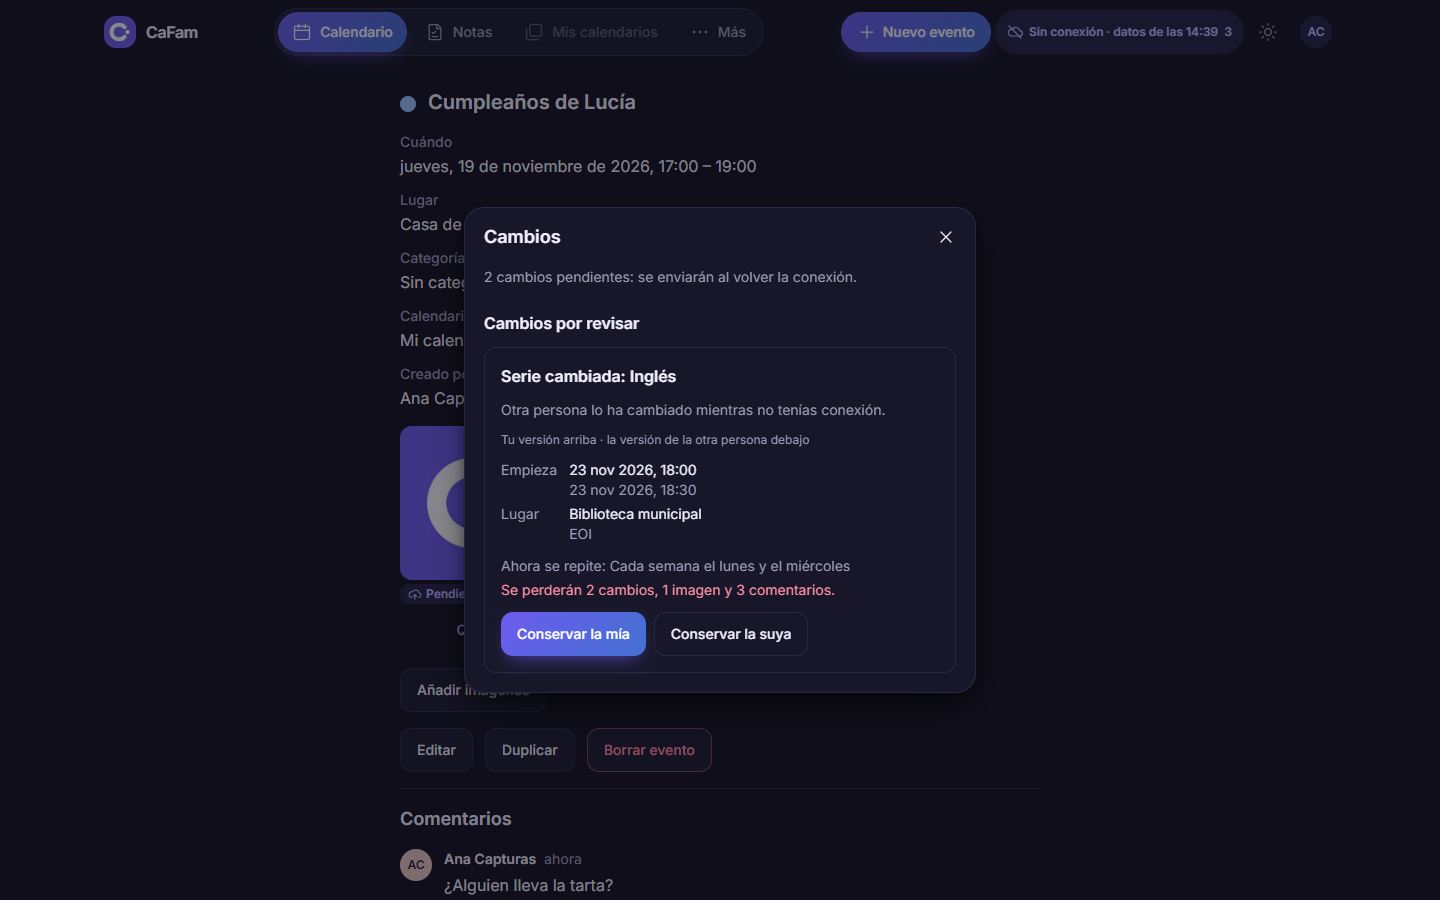 CaFam
Calendario
Notas
Mis calendarios
Más
Nuevo evento
Sin conexión · datos de las 14:39 3
AC
Cumpleaños de Lucía
Cuándo
jueves, 19 de noviembre de 2026, 17:00 – 19:00
Lugar
Casa de
Categoría
Sin categ
Calendari
Mi calen
Creado po
Ana Cap
Pendie
Añadir imágenes
Editar
Duplicar
Borrar evento
Comentarios
AC
Ana Capturas ahora
¿Alguien lleva la tarta?
Cambios
2 cambios pendientes: se enviarán al volver la conexión.
Cambios por revisar
Serie cambiada: Inglés
Otra persona lo ha cambiado mientras no tenías conexión.
Tu versión arriba · la versión de la otra persona debajo
Empieza 23 nov 2026, 18:00
23 nov 2026, 18:30
Lugar Biblioteca municipal
EOI
Ahora se repite: Cada semana el lunes y el miércoles
Se perderán 2 cambios, 1 imagen y 3 comentarios.
Conservar la mía
Conservar la suya